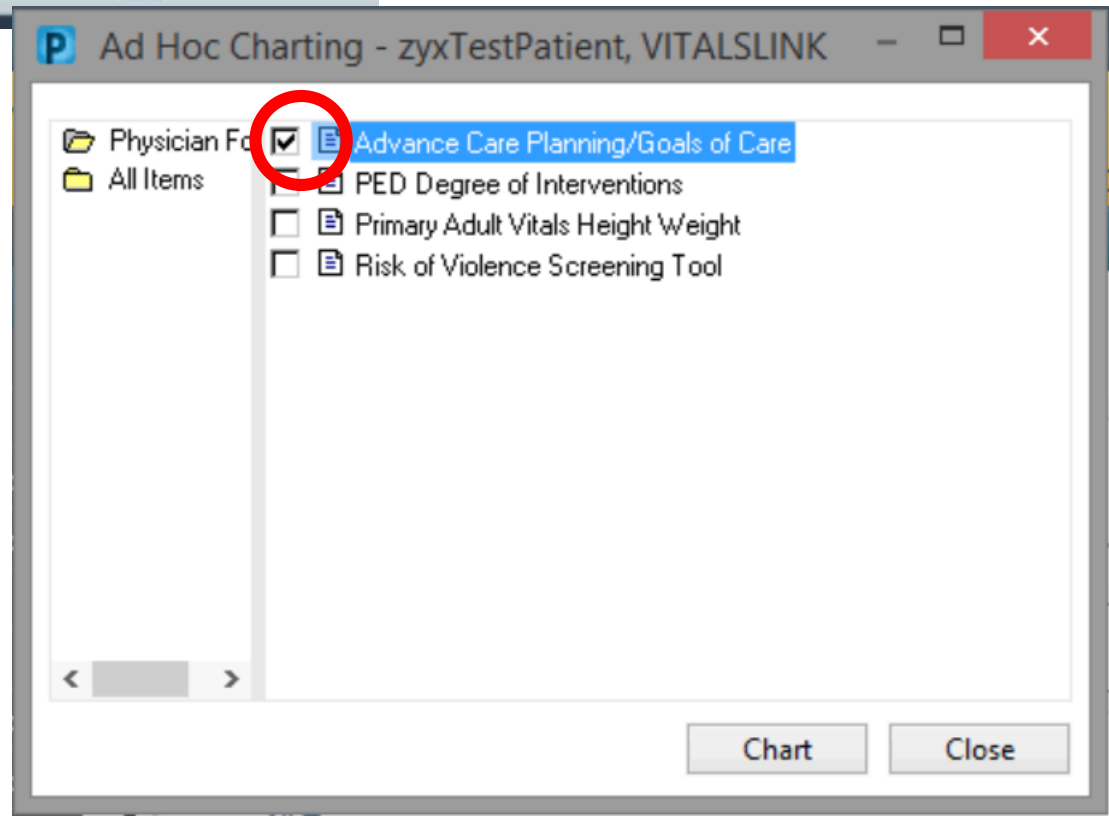 P Ad Hoc Charting - zyxTestPatient, VITALSLINK
Physician Fo
All Items
Advance Care Planning/Goals of Care
PED Degree of Interventions
Primary Adult Vitals Height Weight
Risk of Violence Screening Tool
Chart Close